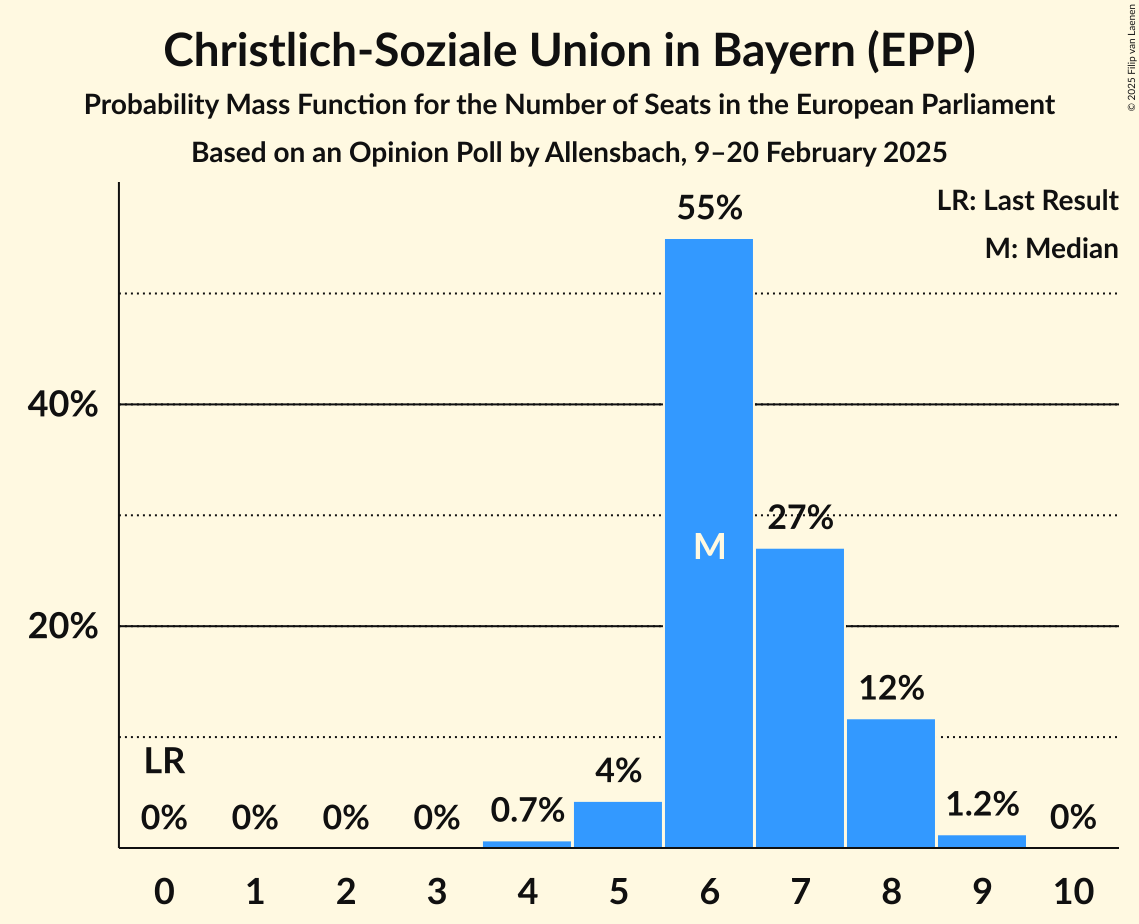 Christlich-Soziale Union in Bayern (EPP)
Probability Mass Function for the Number of Seats in the European Parliament
Based on an Opinion Poll by Allensbach, 9–20 February 2025
© 2025 Filip van Laenen
LR: Last Result
M: Median
55%
40%
27%
M
20%
12%
LR
4%
0% 0% 0% 0% 0.7% 1.2% 0%
0 1 2 3 4 5 6 7 8 9 10